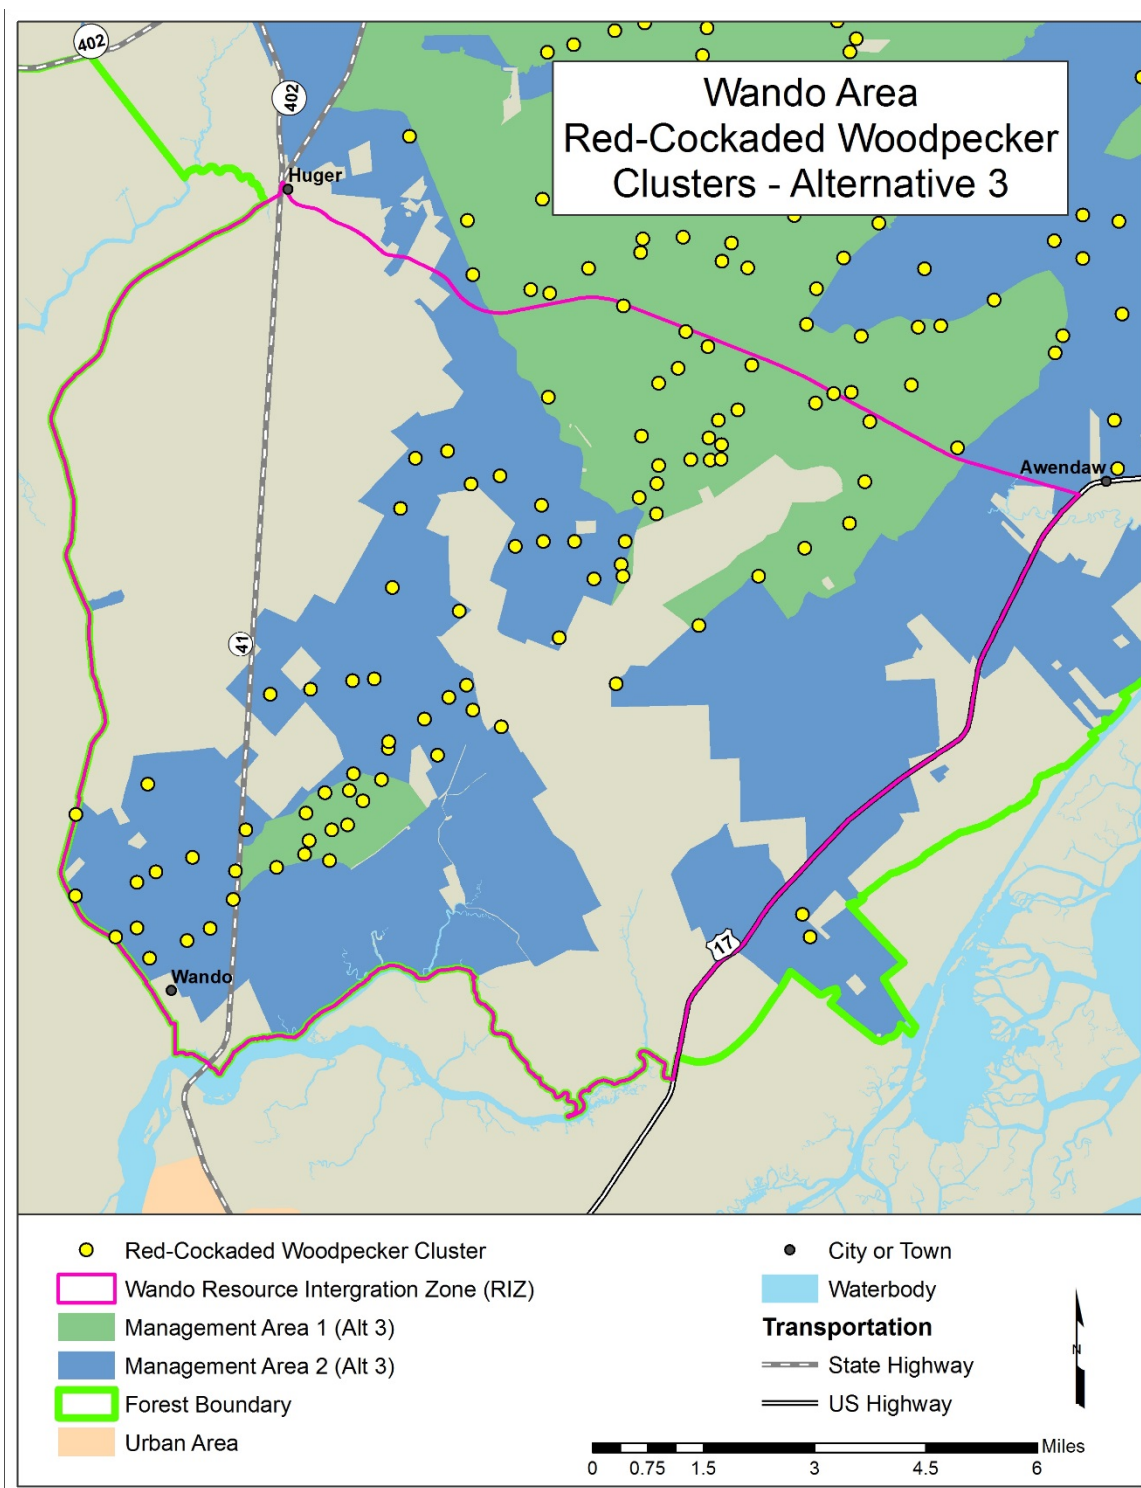 402
Wando Area
Red-Cockaded Woodpecker
Clusters - Alternative 3
402
Huger
Awendaw
41
17
Wando
Red-Cockaded Woodpecker Cluster
Wando Resource Intergration Zone (RIZ)
Management Area 1 (Alt 3)
Management Area 2 (Alt 3)
Forest Boundary
Urban Area
City or Town
Waterbody
Transportation
State Highway
US Highway
N
Miles
0 0.75 1.5 3 4.5 6